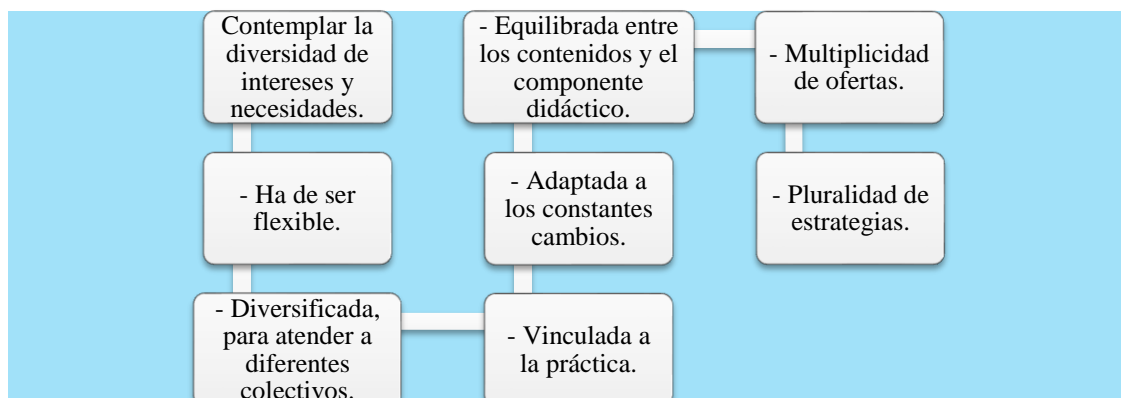 Contemplar la
diversidad de
intereses y
necesidades.
- Ha de ser
flexible.
- Diversificada,
para atender a
diferentes
colectivos.
- Vinculada a
la práctica.
- Adaptada a
los constantes
cambios.
- Equilibrada entre
los contenidos y el
componente
didáctico.
- Multiplicidad
de ofertas.
- Pluralidad de
estrategias.